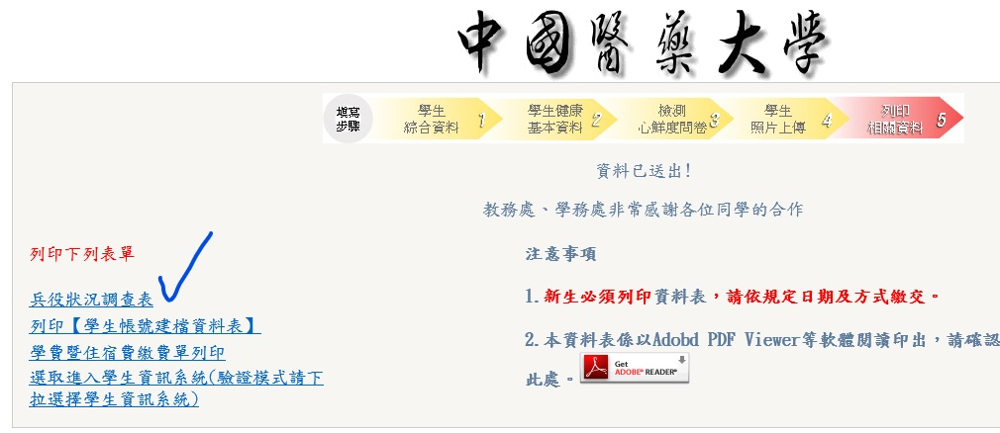 中國醫藥大學
填寫
步驟
學生
綜合資料 1
學生健康
基本資料 2
檢測
心鮮度問卷 3
學生
照片上傳 4
列印
相關資料 5
資料已送出!
教務處、學務處非常感謝各位同學的合作
列印下列表單
兵役狀況調查表
列印【學生帳號建檔資料表】
學費暨住宿費繳費單列印
選取進入學生資訊系統(驗證模式請下
拉選擇學生資訊系統)
注意事項
1.新生必須列印資料表，請依規定日期及方式繳交。
2.本資料表係以Adobd PDF Viewer等軟體閱讀印出，請確認
此處。
Get
ADOBE® READER®